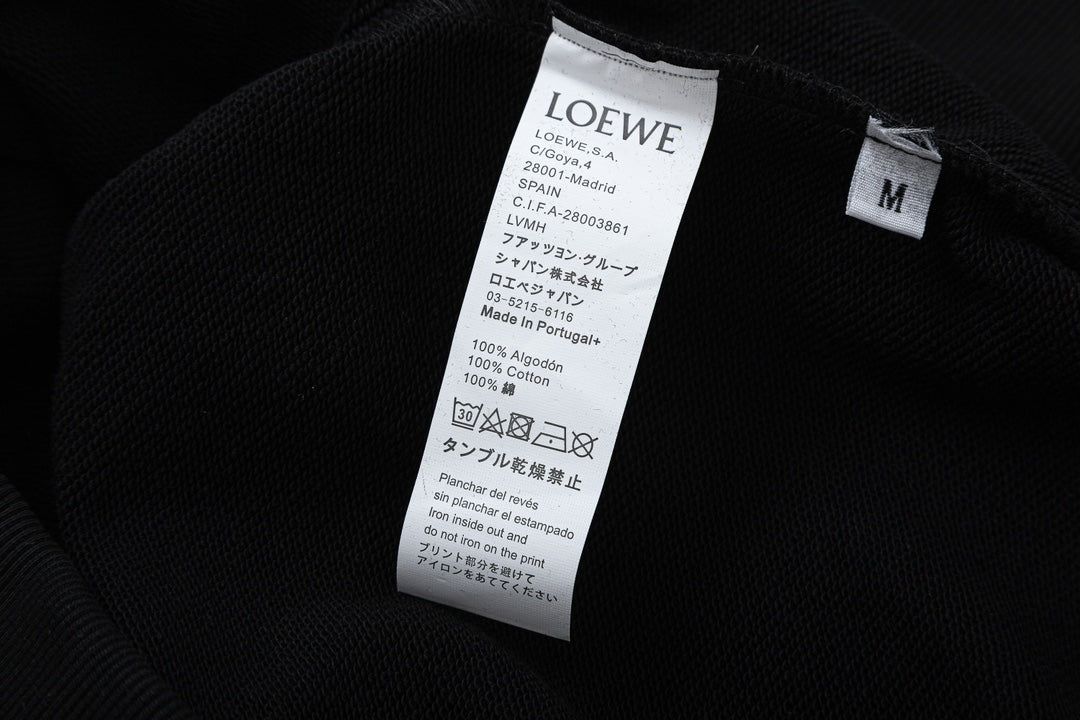 LOEWE
LOEWE,S.A.
C/Goya,4
28001-Madrid
SPAIN
C.I.F.A-28003861
LVMH
フアッツヨン·グループ
シャパン株式会社
ロエベジャパン
03-5215-6116
Made In Portugal+
100% Algodón
100% Cotton
100% 綿
30
タンブル乾燥禁止
Planchar del revés
sin planchar el estampado
Iron inside out and
do not iron on the print
プリント部分を避けて
アイロンをあててください
M